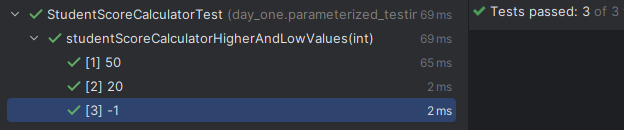 StudentScoreCalculatorTest (day_one.parameterized_testin 69 ms
studentScoreCalculatorHigherAndLowValues(int) 69 ms
[1] 50 65 ms
[2] 20 2 ms
[3] -1 2 ms
Tests passed: 3 of 3